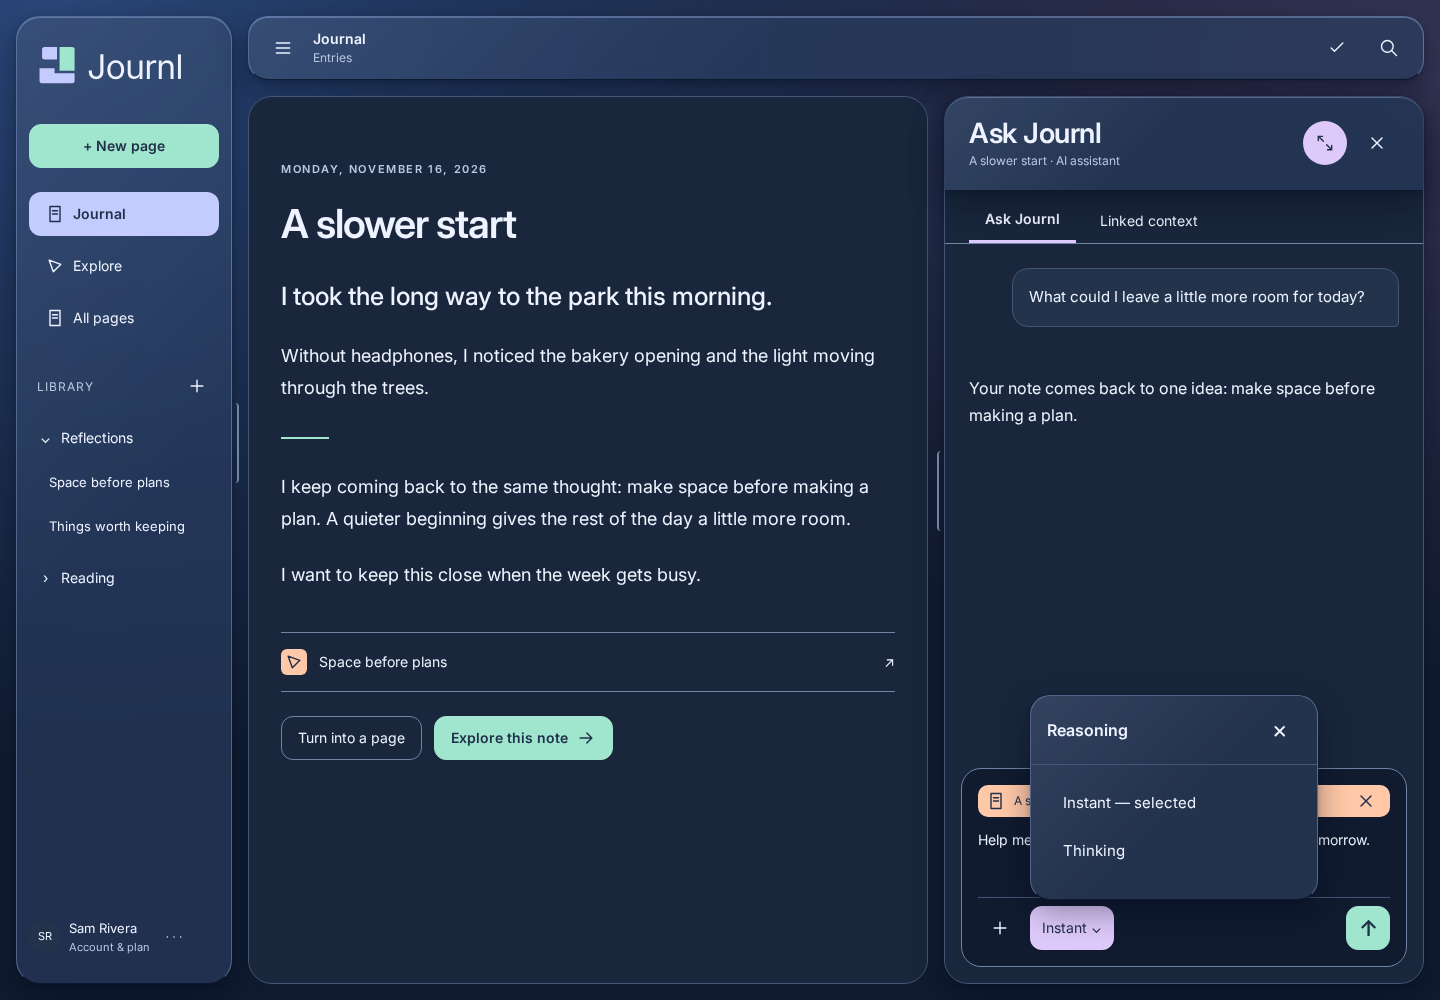 Journl
+ New page
Journal
Explore
All pages
LIBRARY
Reflections
Space before plans
Things worth keeping
Reading
SR
Sam Rivera
Account & plan
Journal
Entries
MONDAY, NOVEMBER 16, 2026
A slower start
I took the long way to the park this morning.
Without headphones, I noticed the bakery opening and the light moving
through the trees.
I keep coming back to the same thought: make space before making a
plan. A quieter beginning gives the rest of the day a little more room.
I want to keep this close when the week gets busy.
Space before plans
Turn into a page
Explore this note
Ask Journl
A slower start · AI assistant
Ask Journl
Linked context
What could I leave a little more room for today?
Your note comes back to one idea: make space before
making a plan.
Reasoning
Instant — selected
Thinking
A s
Help me
morrow.
Instant